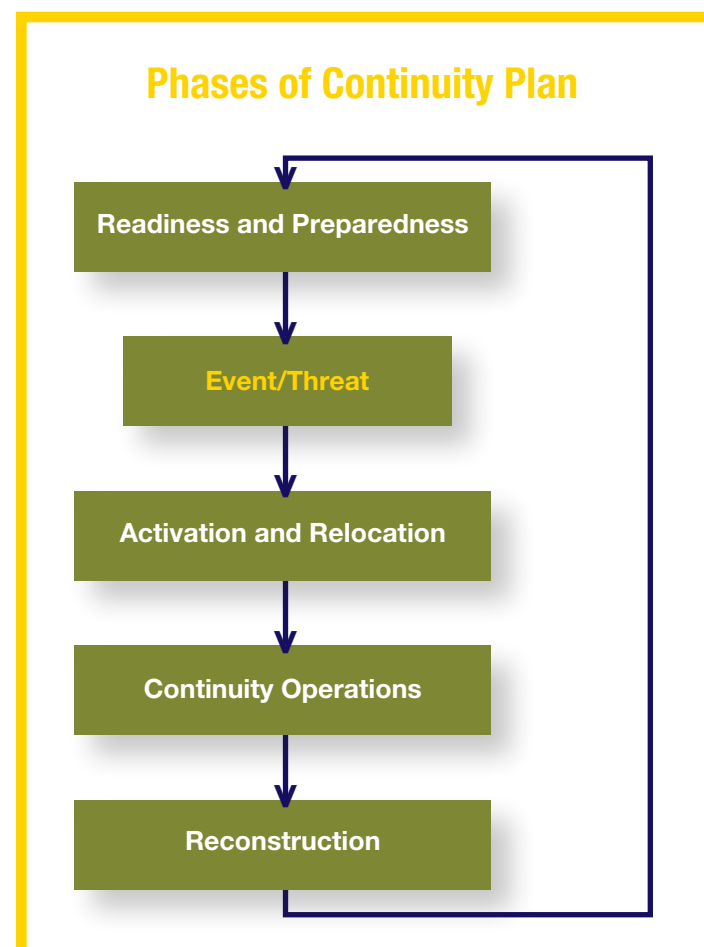 Phases of Continuity Plan
Readiness and Preparedness
Event/Threat
Activation and Relocation
Continuity Operations
Reconstruction